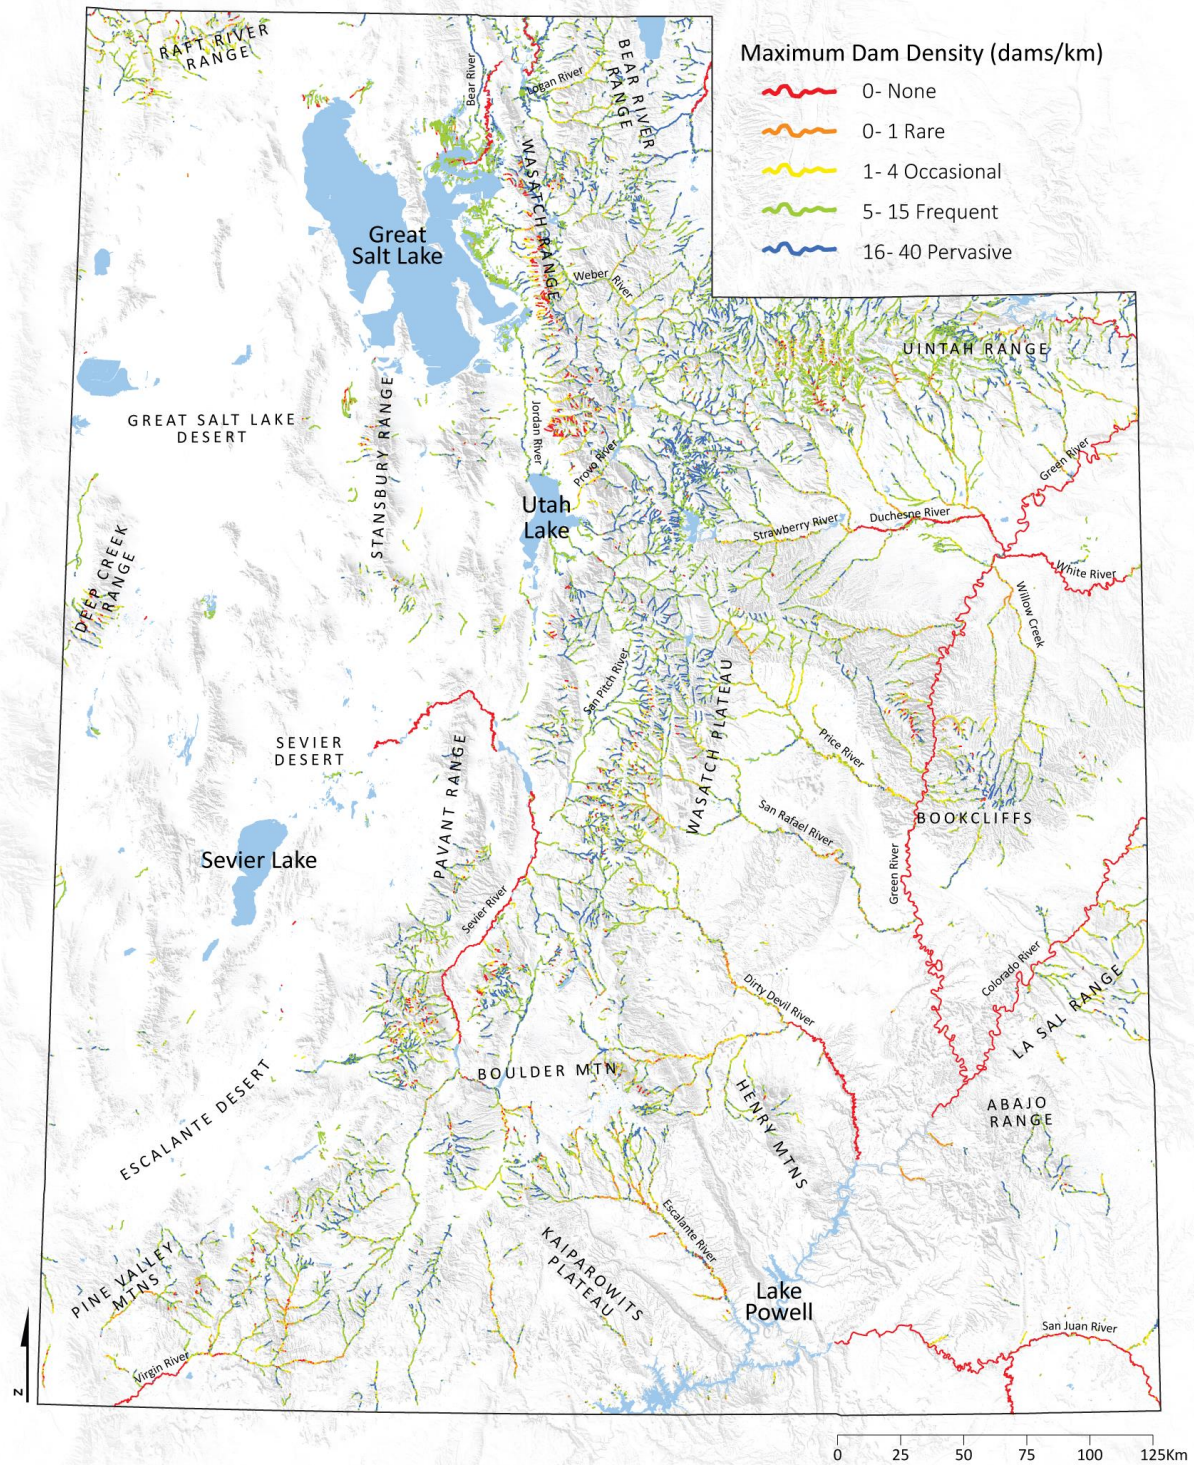 Maximum Dam Density (dams/km)
0- None
0- 1 Rare
1- 4 Occasional
5- 15 Frequent
16- 40 Pervasive
RAFT RIVER
RANGE
Bear River
Logan River
BEAR RIVER
RANGE
WASATCH RANGE
Great
Salt Lake
Weber River
UINTAH RANGE
GREAT SALT LAKE
DESERT
STANSBURY RANGE
Jordan River
Provo River
Green River
Utah
Lake
Strawberry River
Duchesne River
White River
DEEP CREEK
RANGE
Willow Creek
San Pitch River
WASATCH PLATEAU
SEVIER
DESERT
PAVANT RANGE
Price River
San Rafael River
BOOKCLIFFS
Sevier Lake
Green River
Sevier River
Colorado River
LA SAL RANGE
Dirty Devil River
BOULDER MTN
HENRY MTNS
ABAJO
RANGE
ESCALANTE DESERT
Escalante River
KAIPAROWITS
PLATEAU
PINE VALLEY
MTNS
Lake
Powell
San Juan River
Virgin River
N
0 25 50 75 100 125Km